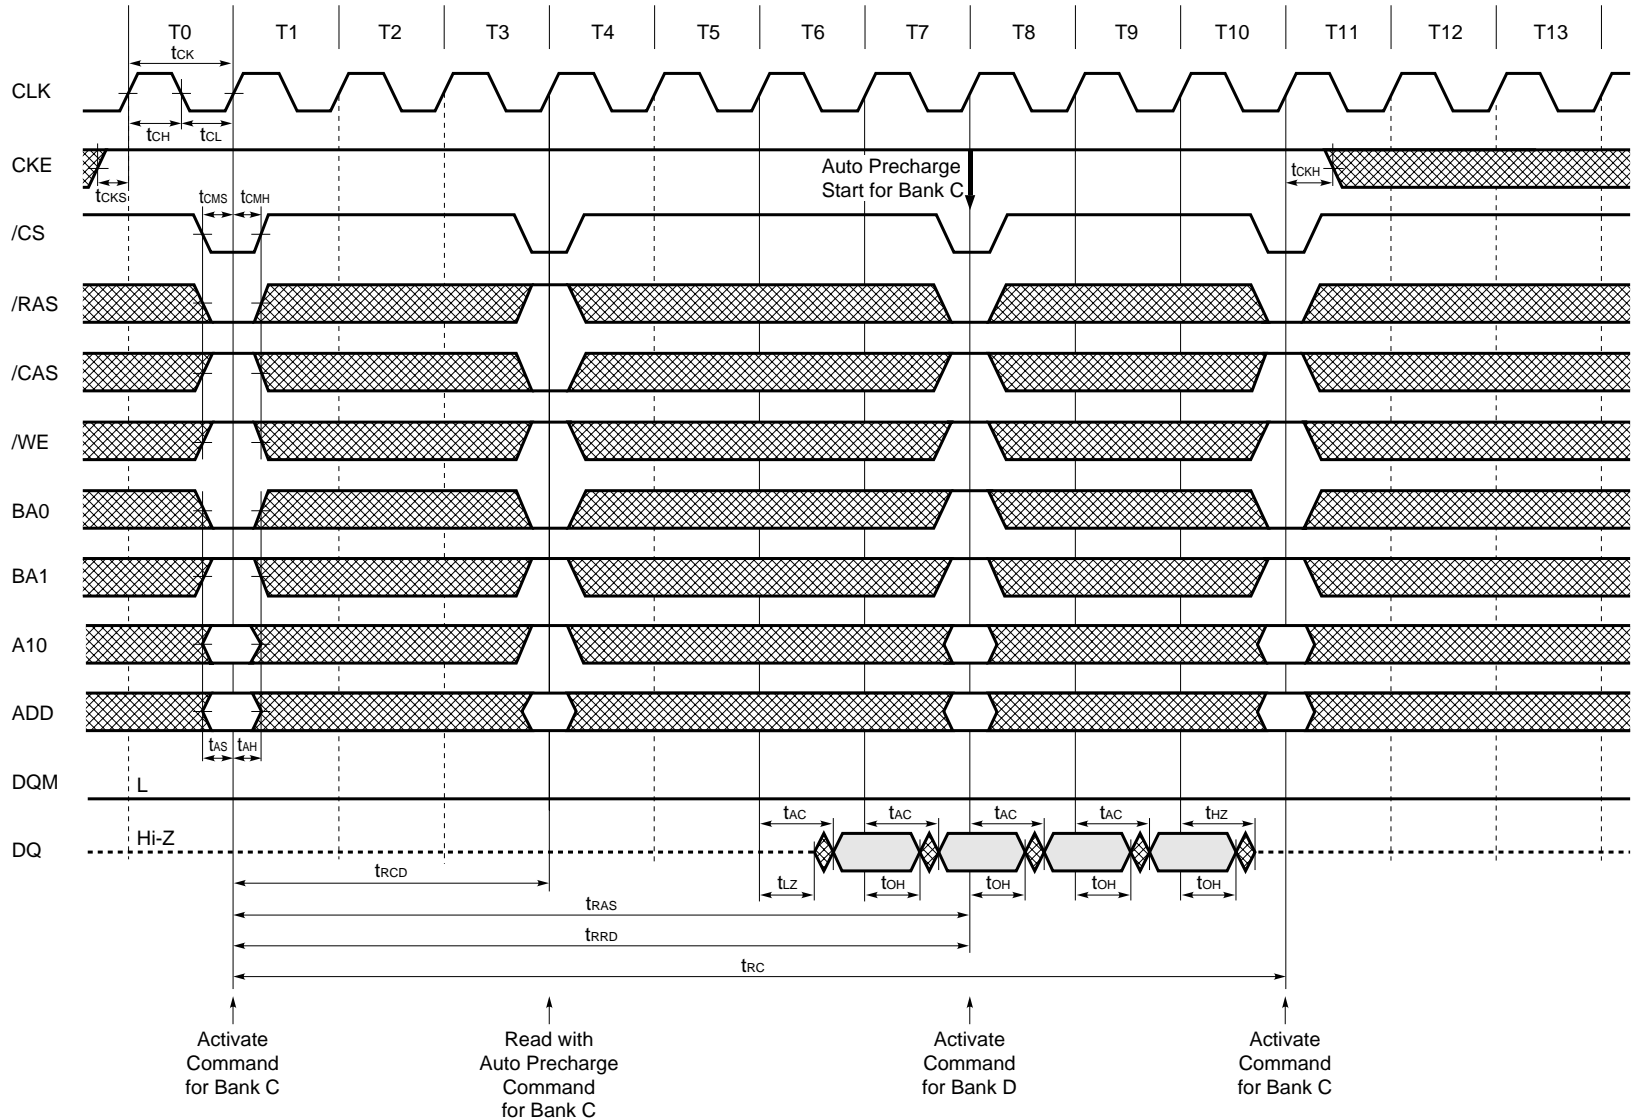 T0 T1 T2 T3 T4 T5 T6 T7 T8 T9 T10 T11 T12 T13
tCK
CLK
tCH tCL
CKE
Auto Precharge
Start for Bank C
tCKH
tCKS
tCMS tCMH
/CS
/RAS
/CAS
/WE
BA0
BA1
A10
ADD
tAS tAH
DQM
L
tAC tAC tAC tAC tHZ
Hi-Z
DQ
tRCD
tLZ tOH tOH tOH tOH
tRAS
tRRD
tRC
Activate
Command
for Bank C
Read with
Auto Precharge
Command
for Bank C
Activate
Command
for Bank D
Activate
Command
for Bank C